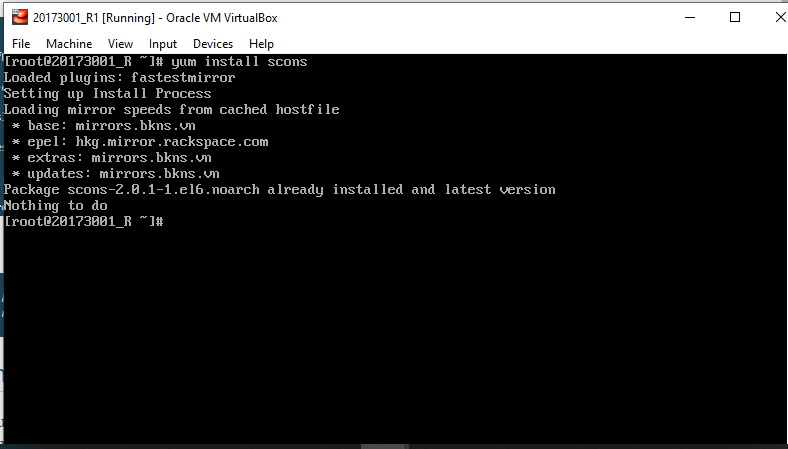 20173001_R1 [Running] - Oracle VM VirtualBox
File Machine View Input Devices Help
[root@20173001_R ~]# yum install scons
Loaded plugins: fastestmirror
Setting up Install Process
Loading mirror speeds from cached hostfile
 * base: mirrors.bkns.vn
 * epel: hkg.mirror.rackspace.com
 * extras: mirrors.bkns.vn
 * updates: mirrors.bkns.vn
Package scons-2.0.1-1.el6.noarch already installed and latest version
Nothing to do
[root@20173001_R ~]#